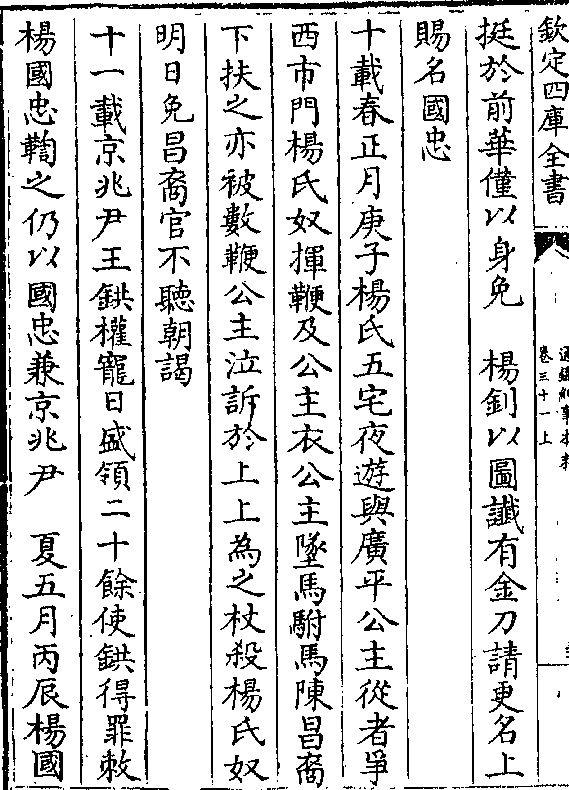 欽定四庫全書
通鑑紀事本末
卷三十一上
挺於前華僅以身免　楊釗以圖讖有金刀請更名上
賜名國忠
十載春正月庚子楊氏五宅夜遊與廣平公主從者爭
西市門楊氏奴揮鞭及公主衣公主墜馬駙馬陳昌裔
下扶之亦被數鞭公主泣訴於上上為之杖殺楊氏奴
明日免昌裔官不聽朝謁
十一載京兆尹王鉷權寵日盛領二十餘使鉷得罪敕
楊國忠鞫之仍以國忠兼京兆尹　夏五月丙辰楊國